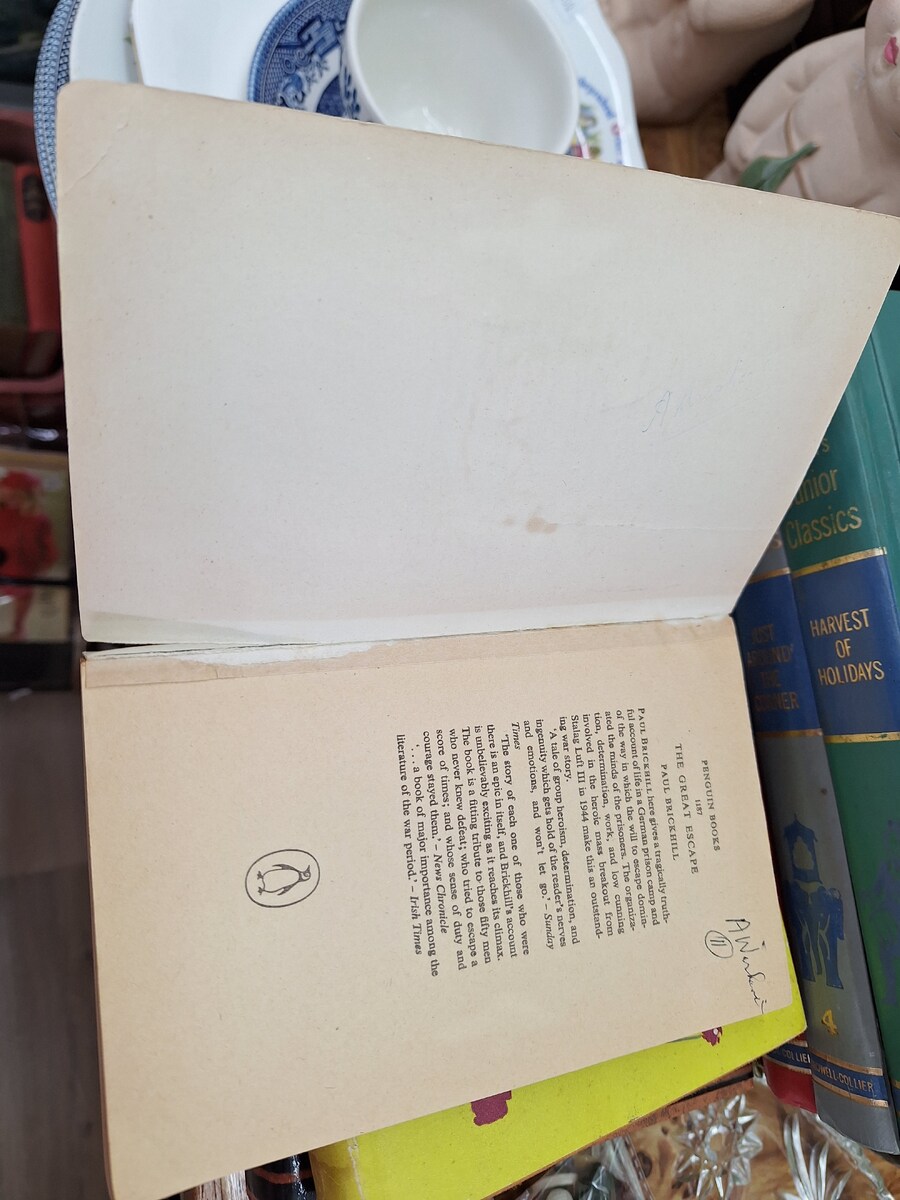 PENGUIN BOOKS
1187
THE GREAT ESCAPE
PAUL BRICKHILL
PAUL BRICKHILL here gives a tragically truth-
ful account of life in a German prison camp and
of the way in which the will to escape domin-
ated the minds of the prisoners. The organiza-
tion, determination, work, and low cunning
involved in the heroic mass breakout from
Stalag Luft III in 1944 make this an outstand-
ing war story.
'A tale of group heroism, determination, and
ingenuity which gets hold of the reader's nerves
and emotions, and won't let go.' – Sunday
Times
'The story of each one of those who were
there is an epic in itself, and Brickhill's account
is unbelievably exciting as it reaches its climax.
The book is a fitting tribute to those fifty men
who never knew defeat; who tried to escape a
score of times; and whose sense of duty and
courage stayed them.' – News Chronicle
'... a book of major importance among the
literature of the war period.' – Irish Times
11
Classics
HARVEST
OF
HOLIDAYS
4